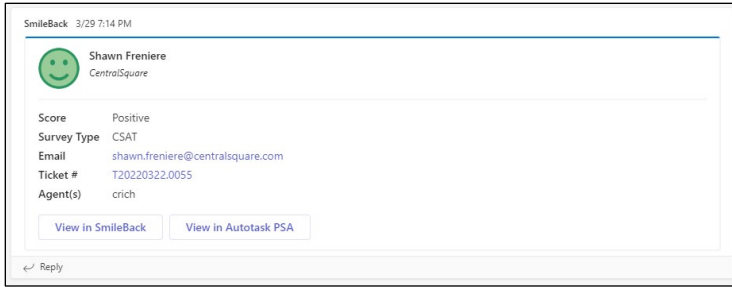 SmileBack 3/29 7:14 PM
Shawn Freniere
CentralSquare
Score Positive
Survey Type CSAT
Email shawn.freniere@centralsquare.com
Ticket # T20220322.0055
Agent(s) crich
View in SmileBack View in Autotask PSA
Reply